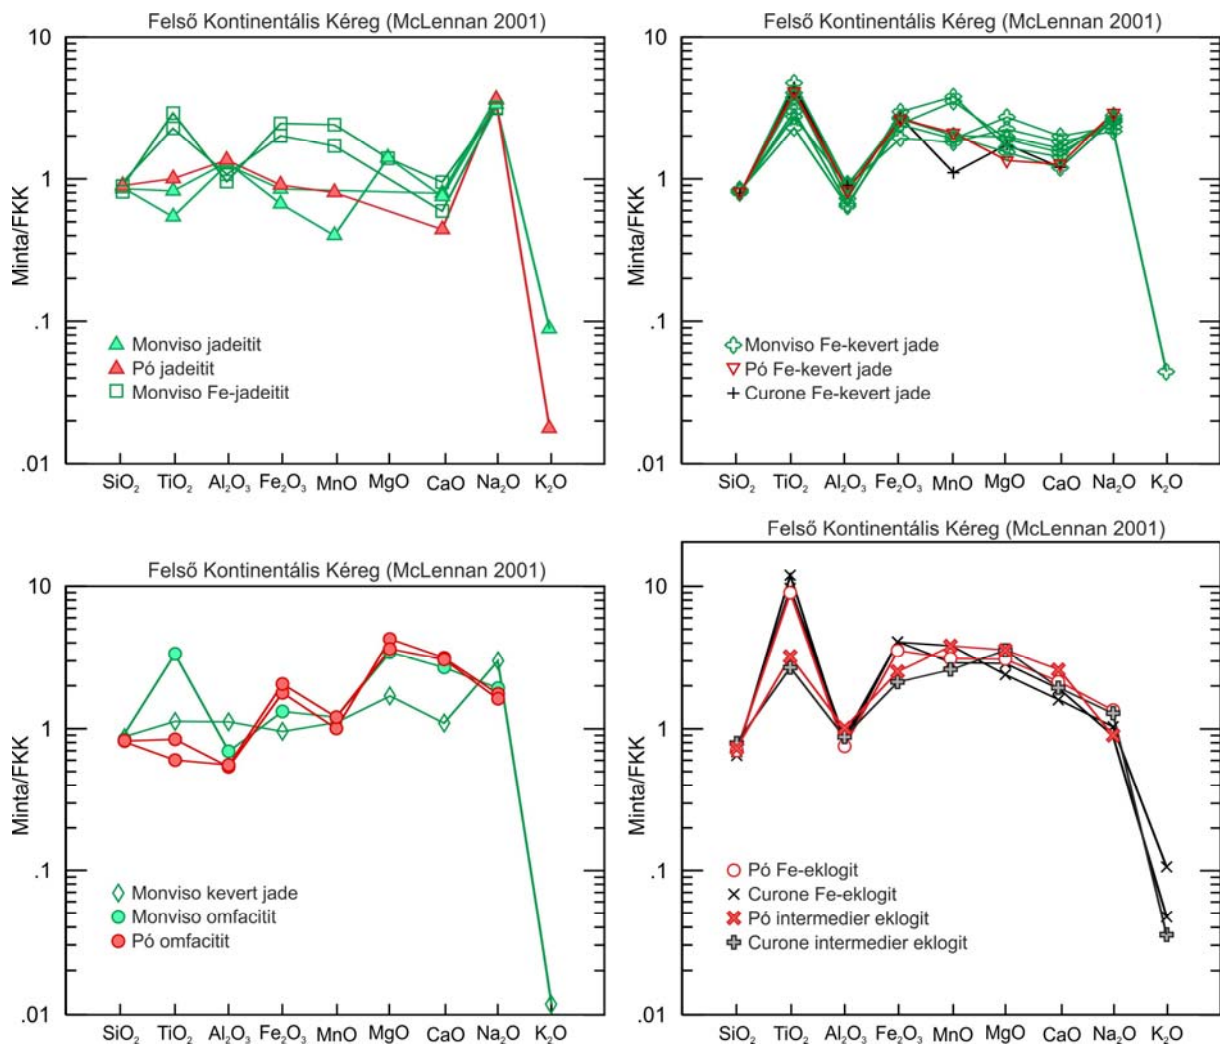 Felső Kontinentális Kéreg (McLennan 2001)
10
1
.1
.01
Minta/FKK
Monviso jadeitit
Pó jadeitit
Monviso Fe-jadeitit
SiO₂ TiO₂ Al₂O₃ Fe₂O₃ MnO MgO CaO Na₂O K₂O
Felső Kontinentális Kéreg (McLennan 2001)
10
1
.1
.01
Minta/FKK
Monviso Fe-kevert jade
Pó Fe-kevert jade
Curone Fe-kevert jade
SiO₂ TiO₂ Al₂O₃ Fe₂O₃ MnO MgO CaO Na₂O K₂O
Felső Kontinentális Kéreg (McLennan 2001)
10
1
.1
.01
Minta/FKK
Monviso kevert jade
Monviso omfacitit
Pó omfacitit
SiO₂ TiO₂ Al₂O₃ Fe₂O₃ MnO MgO CaO Na₂O K₂O
Felső Kontinentális Kéreg (McLennan 2001)
10
1
.1
.01
Minta/FKK
Pó Fe-eklogit
Curone Fe-eklogit
Pó intermedier eklogit
Curone intermedier eklogit
SiO₂ TiO₂ Al₂O₃ Fe₂O₃ MnO MgO CaO Na₂O K₂O